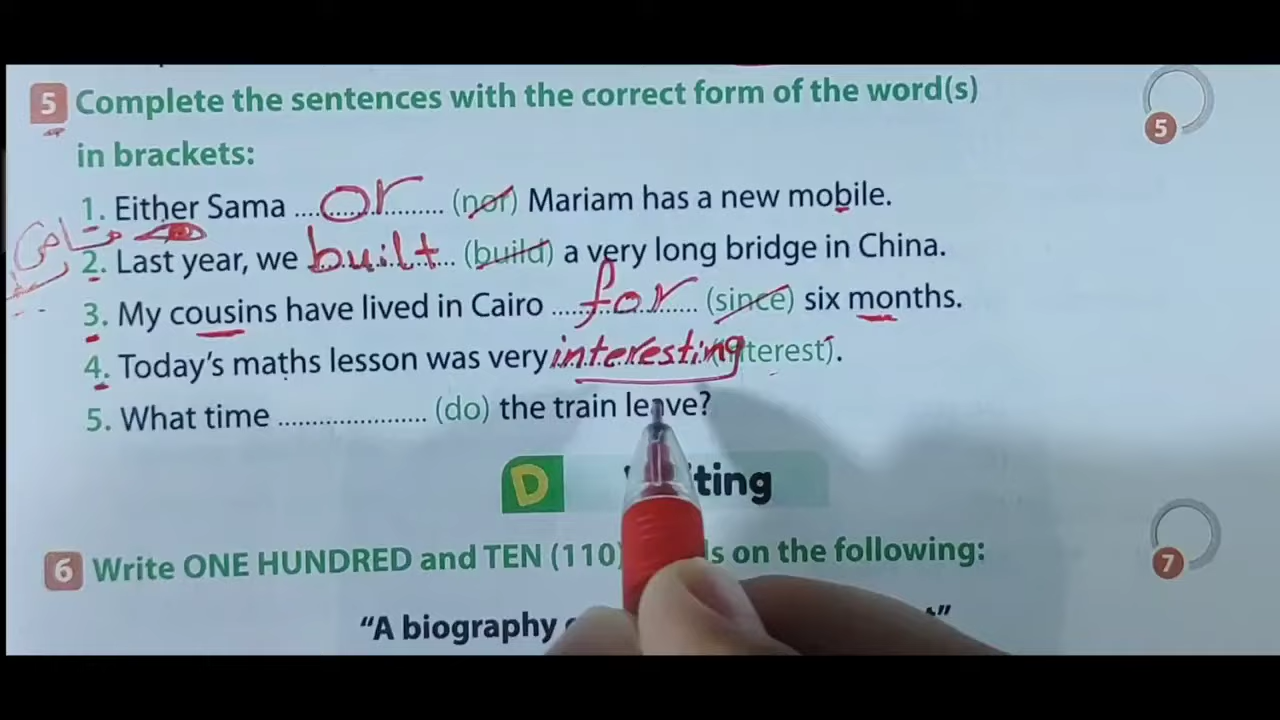 5 Complete the sentences with the correct form of the word(s)
5
in brackets:
1. Either Sama ....or.... (nor) Mariam has a new mobile.
2. Last year, we built (build) a very long bridge in China.
3. My cousins have lived in Cairo ....for.... (since) six months.
4. Today's maths lesson was very interesting (interest).
5. What time .................... (do) the train leave?
D
6 Write ONE HUNDRED and TEN (110) on the following:
7
"A biography